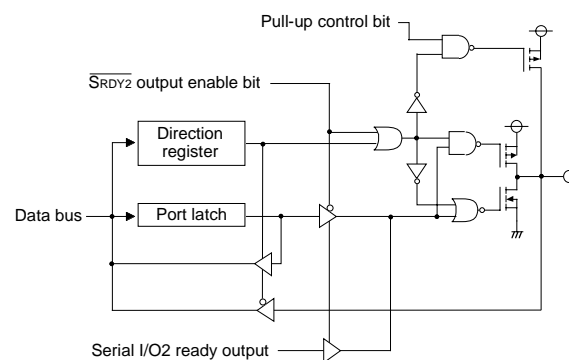 Pull-up control bit
SRDY2 output enable bit
Direction
register
Data bus
Port latch
Serial I/O2 ready output